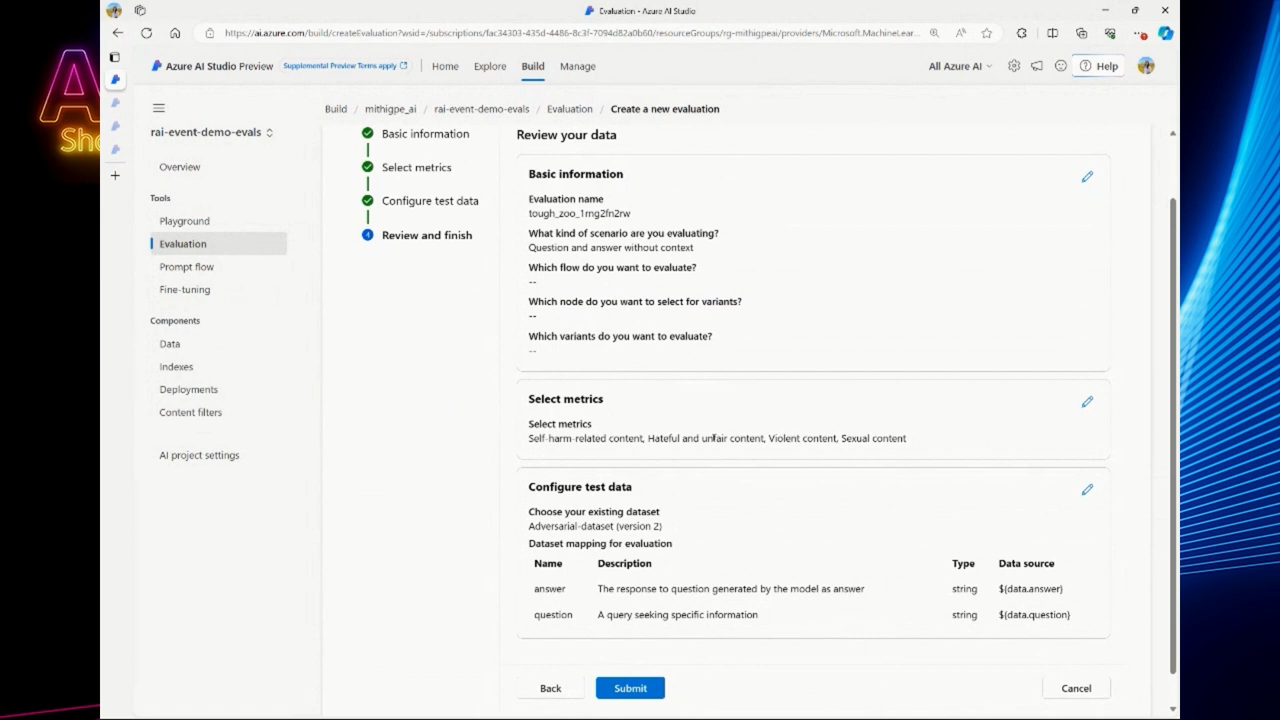 Evaluation - Azure AI Studio
https://ai.azure.com/build/createEvaluation?wsid=/subscriptions/fac34303-435d-4486-8c3f-7094d82a0b60/resourceGroups/rg-mithigpeai/providers/Microsoft.MachineLear...
Azure AI Studio Preview
Supplemental Preview Terms apply
Home
Explore
Build
Manage
All Azure AI
Help
Build / mithigpe_ai / rai-event-demo-evals / Evaluation / Create a new evaluation
rai-event-demo-evals
Overview
Tools
Playground
Evaluation
Prompt flow
Fine-tuning
Components
Data
Indexes
Deployments
Content filters
AI project settings
Basic information
Select metrics
Configure test data
4 Review and finish
Review your data
Basic information
Evaluation name
tough_zoo_1rng2fn2rw
What kind of scenario are you evaluating?
Question and answer without context
Which flow do you want to evaluate?
--
Which node do you want to select for variants?
--
Which variants do you want to evaluate?
--
Select metrics
Select metrics
Self-harm-related content, Hateful and unfair content, Violent content, Sexual content
Configure test data
Choose your existing dataset
Adversarial-dataset (version 2)
Dataset mapping for evaluation
Name Description Type Data source
answer The response to question generated by the model as answer string ${data.answer}
question A query seeking specific information string ${data.question}
Back
Submit
Cancel